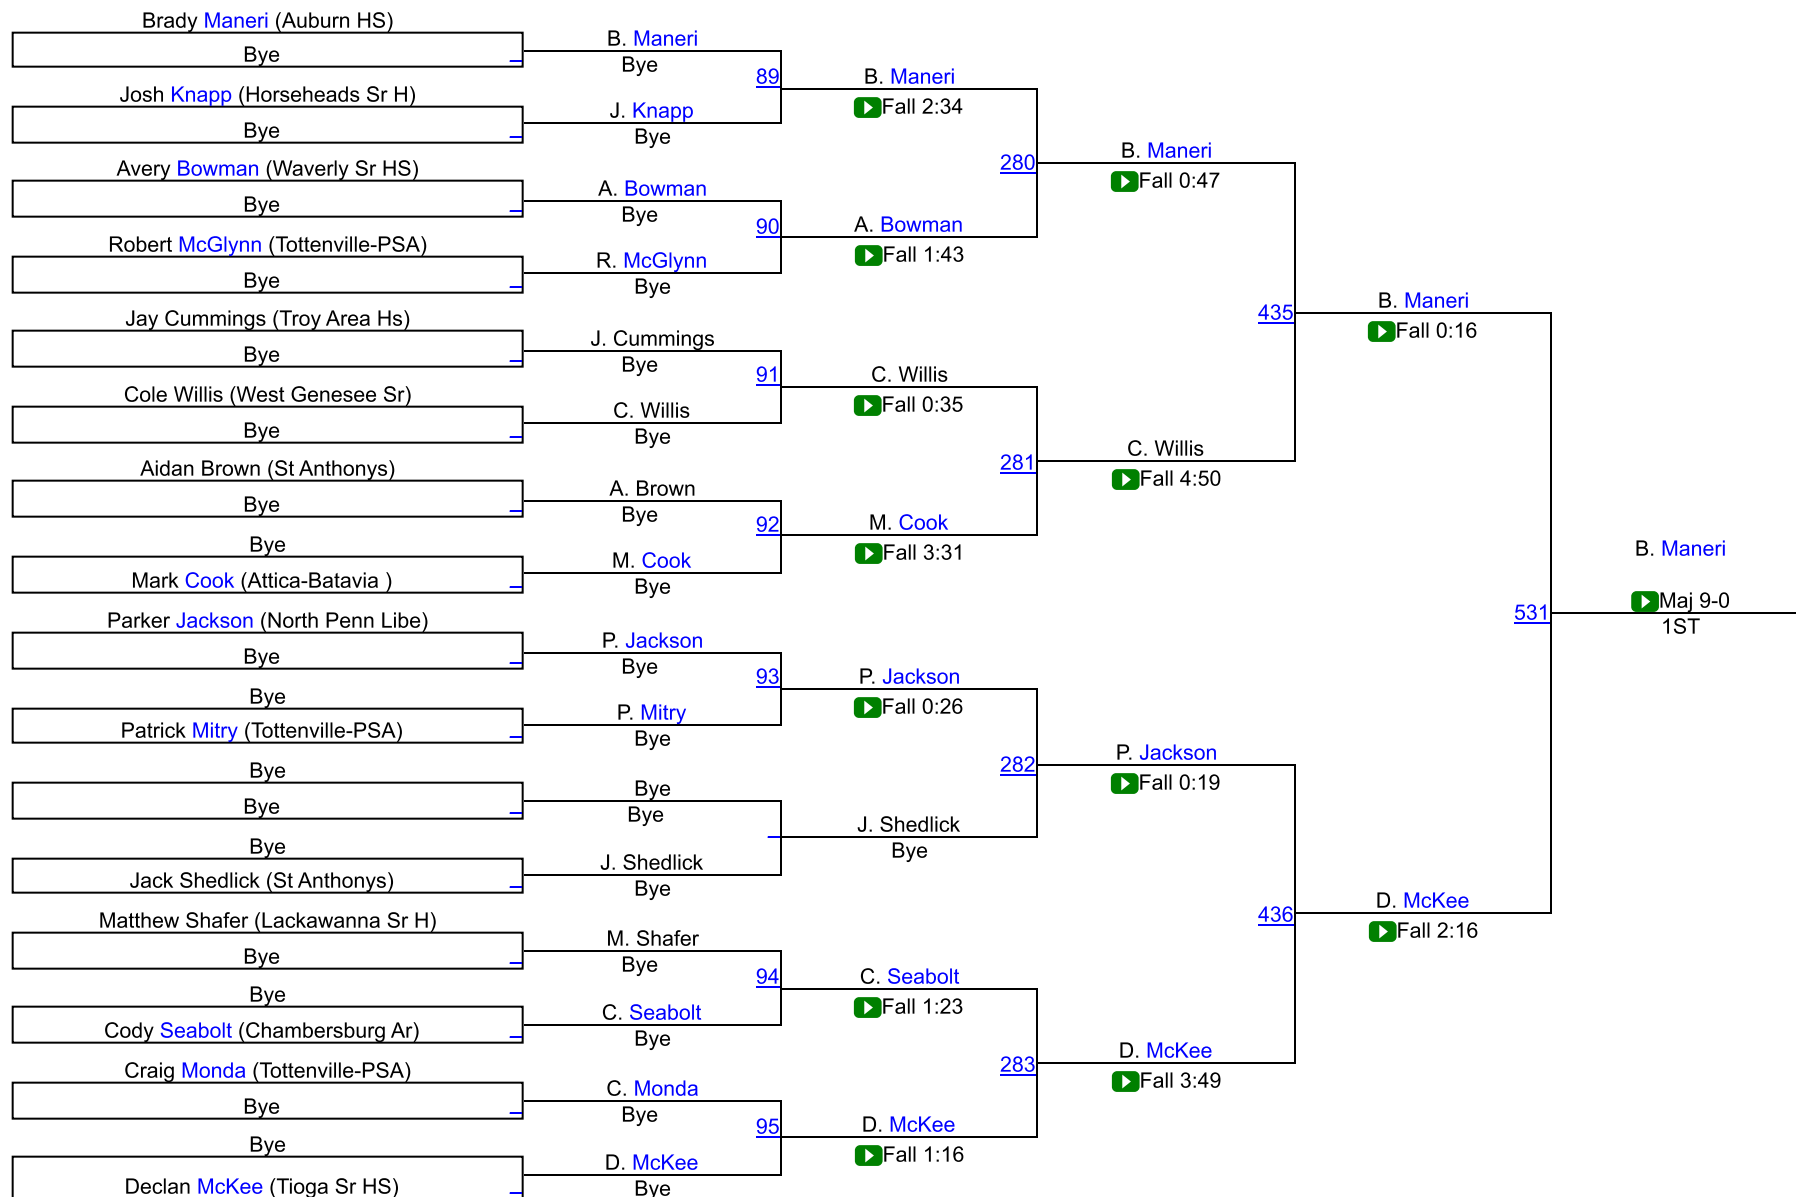 Brady Maneri (Auburn HS)
Bye
Josh Knapp (Horseheads Sr H)
Bye
Avery Bowman (Waverly Sr HS)
Bye
Robert McGlynn (Tottenville-PSA)
Bye
Jay Cummings (Troy Area Hs)
Bye
Cole Willis (West Genesee Sr)
Bye
Aidan Brown (St Anthonys)
Bye
Bye
Mark Cook (Attica-Batavia )
Parker Jackson (North Penn Libe)
Bye
Bye
Patrick Mitry (Tottenville-PSA)
Bye
Bye
Bye
Jack Shedlick (St Anthonys)
Matthew Shafer (Lackawanna Sr H)
Bye
Bye
Cody Seabolt (Chambersburg Ar)
Craig Monda (Tottenville-PSA)
Bye
Bye
Declan McKee (Tioga Sr HS)
B. Maneri
Bye
89
J. Knapp
Bye
A. Bowman
Bye
90
R. McGlynn
Bye
J. Cummings
Bye
91
C. Willis
Bye
A. Brown
Bye
92
M. Cook
Bye
P. Jackson
Bye
93
P. Mitry
Bye
Bye
Bye
J. Shedlick
Bye
M. Shafer
Bye
94
C. Seabolt
Bye
C. Monda
Bye
95
D. McKee
Bye
B. Maneri
Fall 2:34
280
A. Bowman
Fall 1:43
C. Willis
Fall 0:35
281
M. Cook
Fall 3:31
P. Jackson
Fall 0:26
282
J. Shedlick
Bye
C. Seabolt
Fall 1:23
283
D. McKee
Fall 1:16
B. Maneri
Fall 0:47
435
C. Willis
Fall 4:50
P. Jackson
Fall 0:19
436
D. McKee
Fall 3:49
B. Maneri
Fall 0:16
531
D. McKee
Fall 2:16
B. Maneri
Maj 9-0
1ST